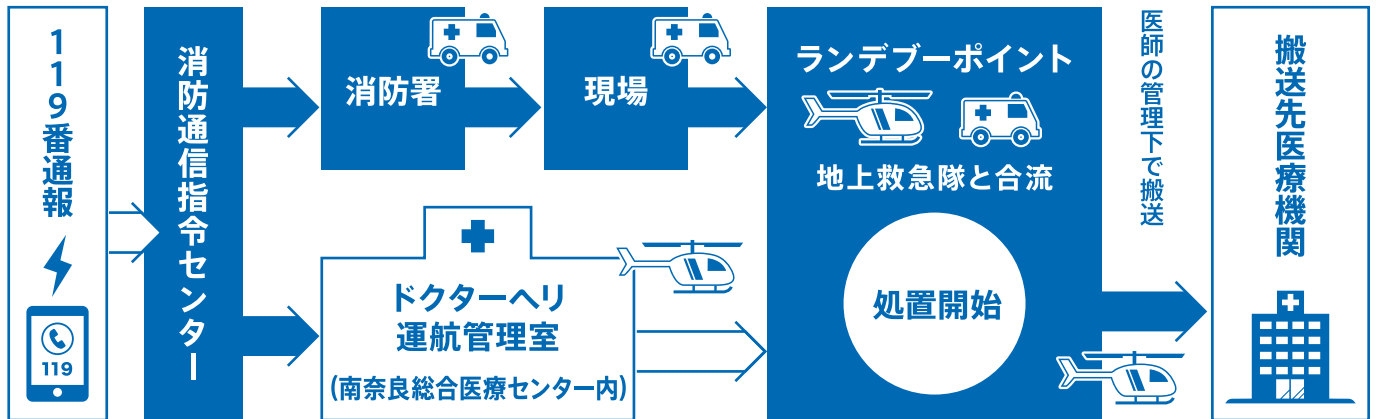 119番通報
119
消防通信指令センター
消防署
現場
ドクターヘリ
運航管理室
(南奈良総合医療センター内)
ランデブーポイント
地上救急隊と合流
処置開始
医師の管理下で搬送
搬送先医療機関